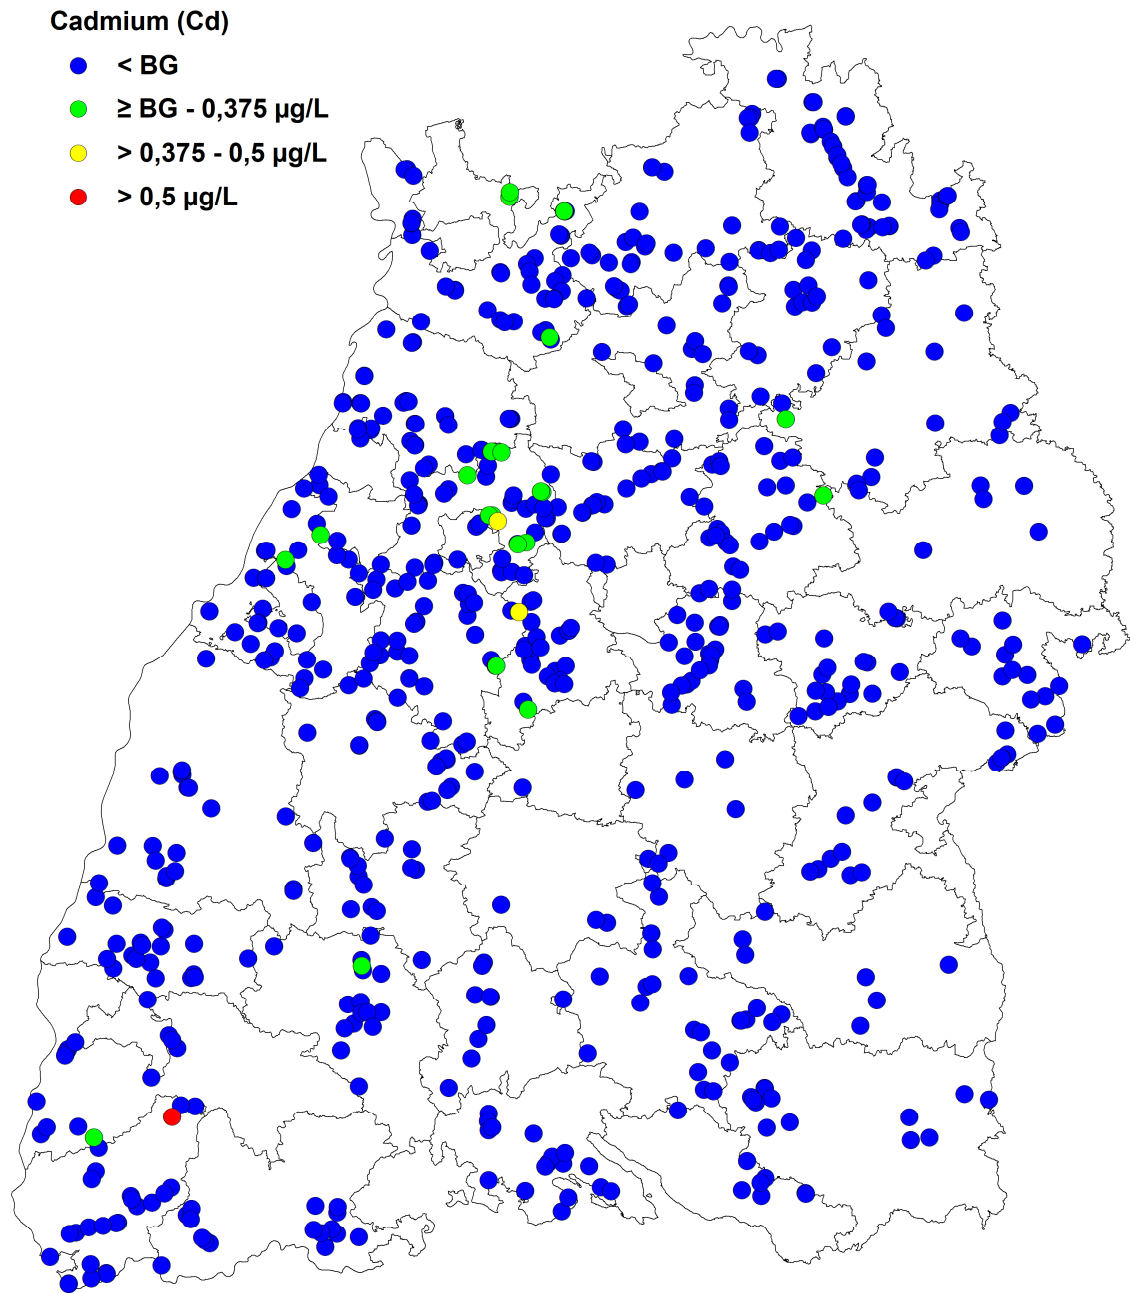 Cadmium (Cd)
< BG
≥ BG - 0,375 µg/L
> 0,375 - 0,5 µg/L
> 0,5 µg/L